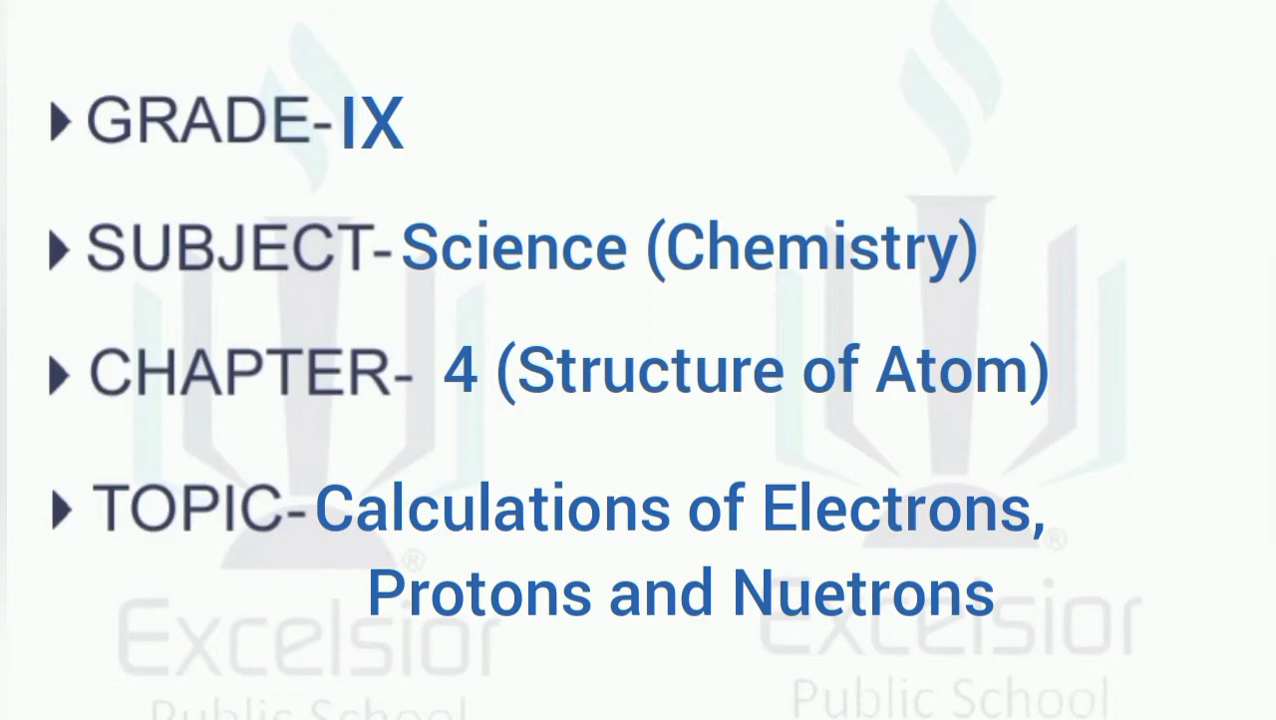 GRADE-IX
SUBJECT-Science (Chemistry)
CHAPTER- 4 (Structure of Atom)
TOPIC-Calculations of Electrons,
Protons and Nuetrons
®
®
Excelsior
Excelsior
Public School
Public School